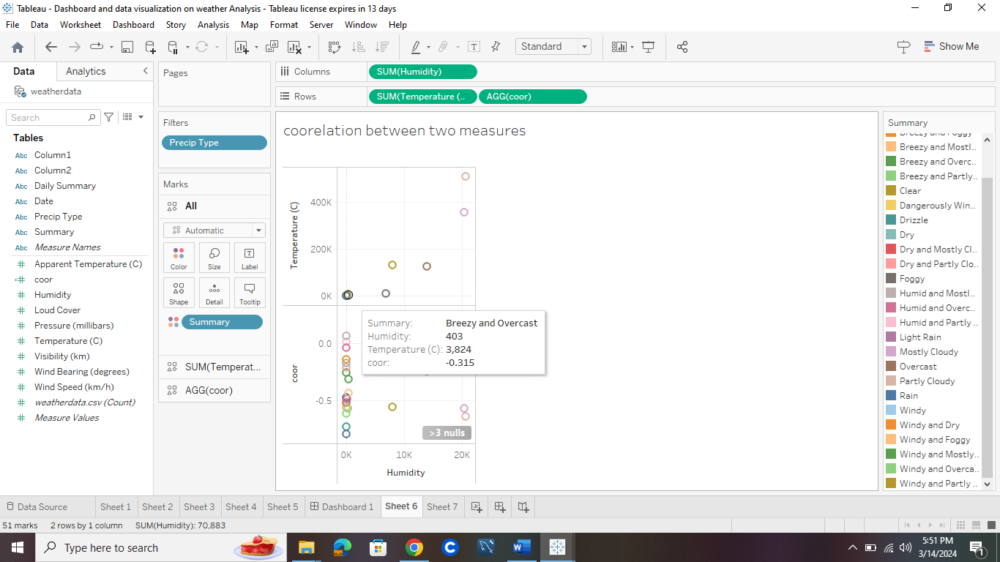 Tableau - Dashboard and data visualization on weather Analysis - Tableau license expires in 13 days
File Data Worksheet Dashboard Story Analysis Map Format Server Window Help
Standard
Show Me
Data Analytics
weatherdata
Search
Tables
Abc Column1
Abc Column2
Abc Daily Summary
Abc Date
Abc Precip Type
Abc Summary
Abc Measure Names
# Apparent Temperature (C)
=# coor
# Humidity
# Loud Cover
# Pressure (millibars)
# Temperature (C)
# Visibility (km)
# Wind Bearing (degrees)
# Wind Speed (km/h)
# weatherdata.csv (Count)
# Measure Values
Pages
Filters
Precip Type
Marks
All
Automatic
Color Size Label
Shape Detail Tooltip
Summary
SUM(Temperat...
AGG(coor)
Columns SUM(Humidity)
Rows SUM(Temperature (.. AGG(coor)
coorelation between two measures
Temperature (C)
400K
200K
0K
coor
0.0
-0.5
Summary: Breezy and Overcast
Humidity: 403
Temperature (C): 3,824
coor: -0.315
>3 nulls
0K 10K 20K
Humidity
Summary
Breezy and Foggy
Breezy and Mostl..
Breezy and Overc..
Breezy and Partly..
Clear
Dangerously Win..
Drizzle
Dry
Dry and Mostly Cl..
Dry and Partly Clo..
Foggy
Humid and Mostl..
Humid and Overc..
Humid and Partly ..
Light Rain
Mostly Cloudy
Overcast
Partly Cloudy
Rain
Windy
Windy and Dry
Windy and Foggy
Windy and Mostly..
Windy and Overca..
Windy and Partly ..
Data Source Sheet 1 Sheet 2 Sheet 3 Sheet 4 Sheet 5 Dashboard 1 Sheet 6 Sheet 7
51 marks 2 rows by 1 column SUM(Humidity): 70,883
Type here to search
5:51 PM
3/14/2024
1